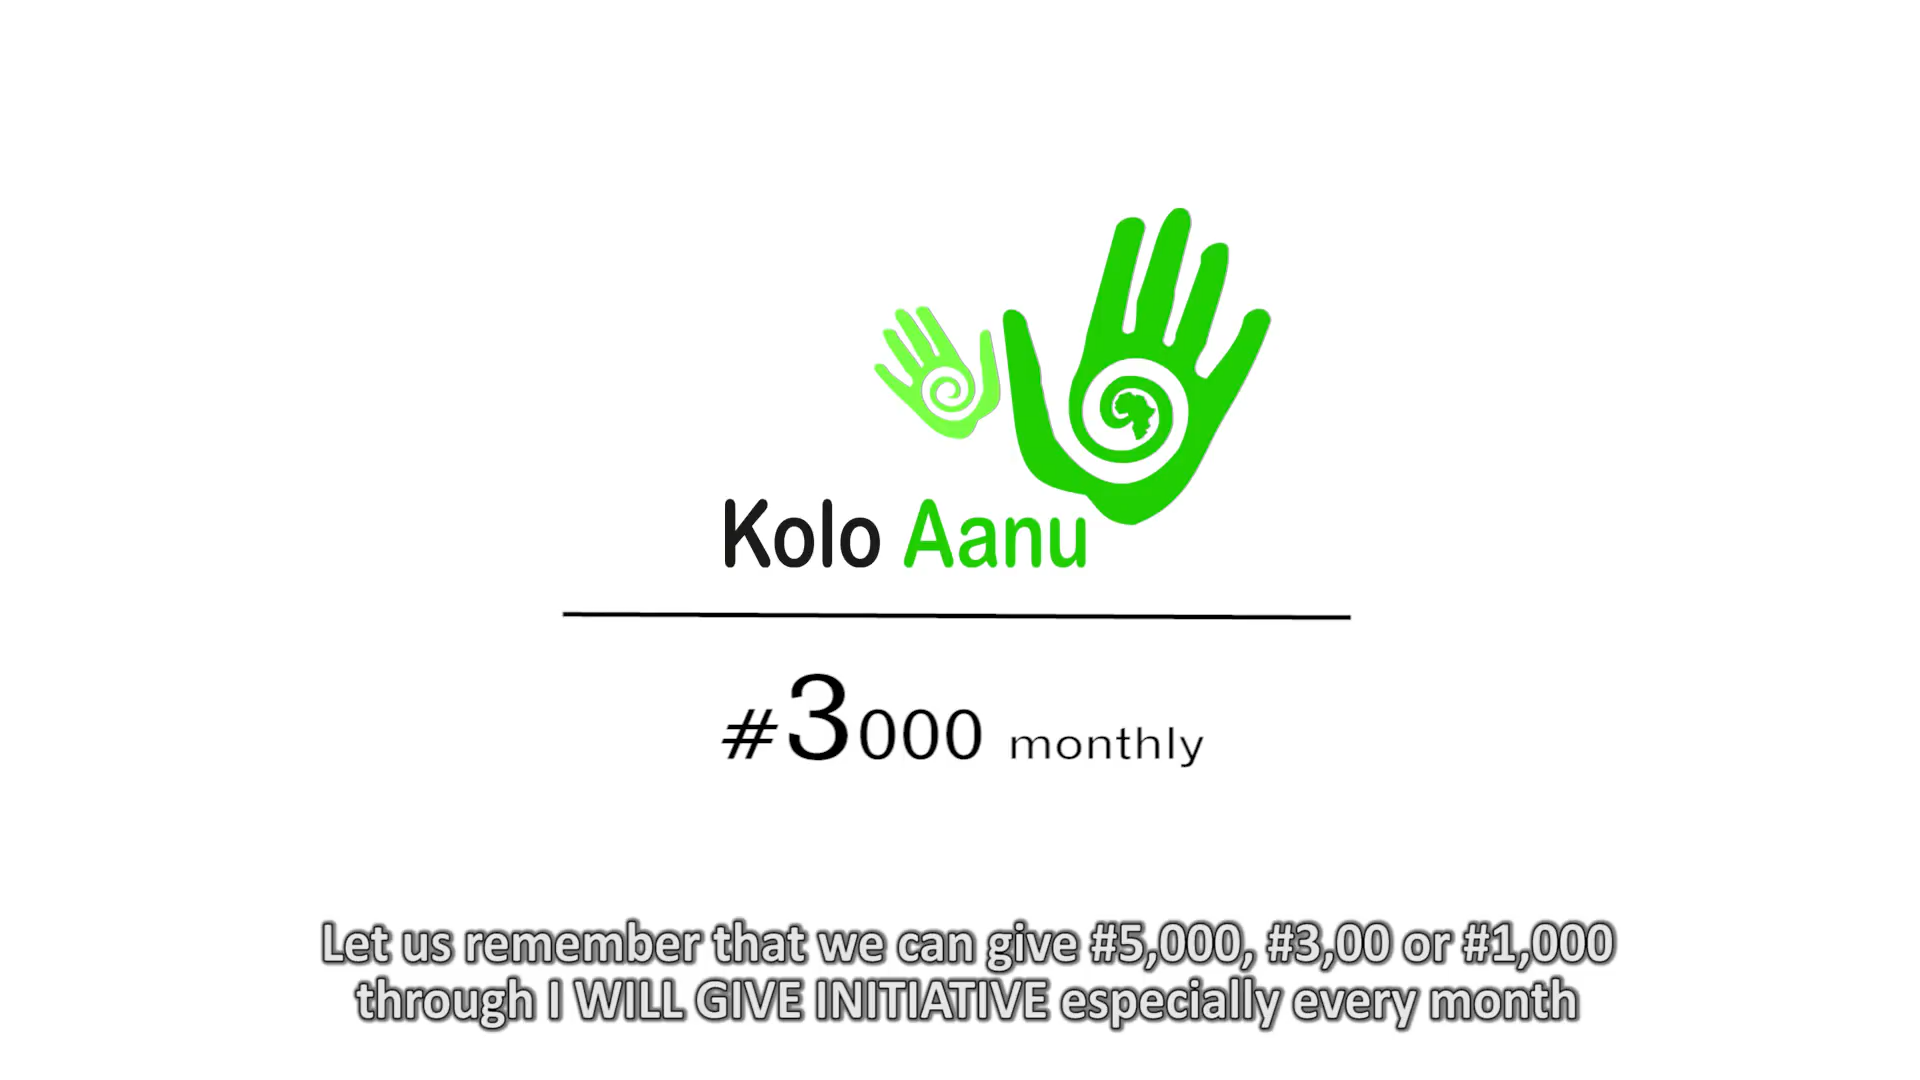 Kolo Aanu
#3000 monthly
Let us remember that we can give #5,000, #3,00 or #1,000
through I WILL GIVE INITIATIVE especially every month